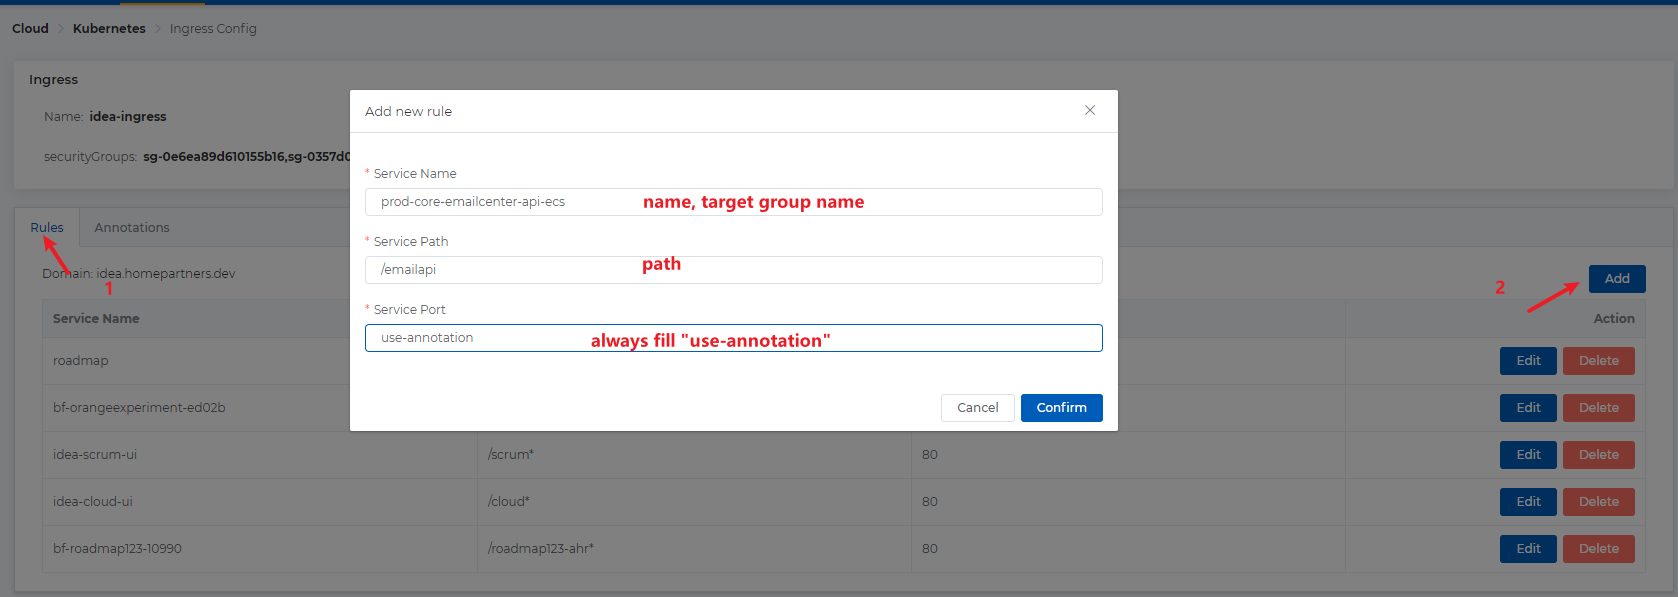 Cloud > Kubernetes > Ingress Config
Ingress
Name: idea-ingress
securityGroups: sg-0e6ea89d610155b16,sg-0357d0
Add new rule
* Service Name
prod-core-emailcenter-api-ecs
name, target group name
* Service Path
/emailapi
path
* Service Port
use-annotation
always fill "use-annotation"
Cancel Confirm
Rules Annotations
1
Domain: idea.homepartners.dev
2
Add
Service Name Action
roadmap Edit Delete
bf-orangeexperiment-ed02b Edit Delete
idea-scrum-ui /scrum* 80 Edit Delete
idea-cloud-ui /cloud* 80 Edit Delete
bf-roadmap123-10990 /roadmap123-ahr* 80 Edit Delete